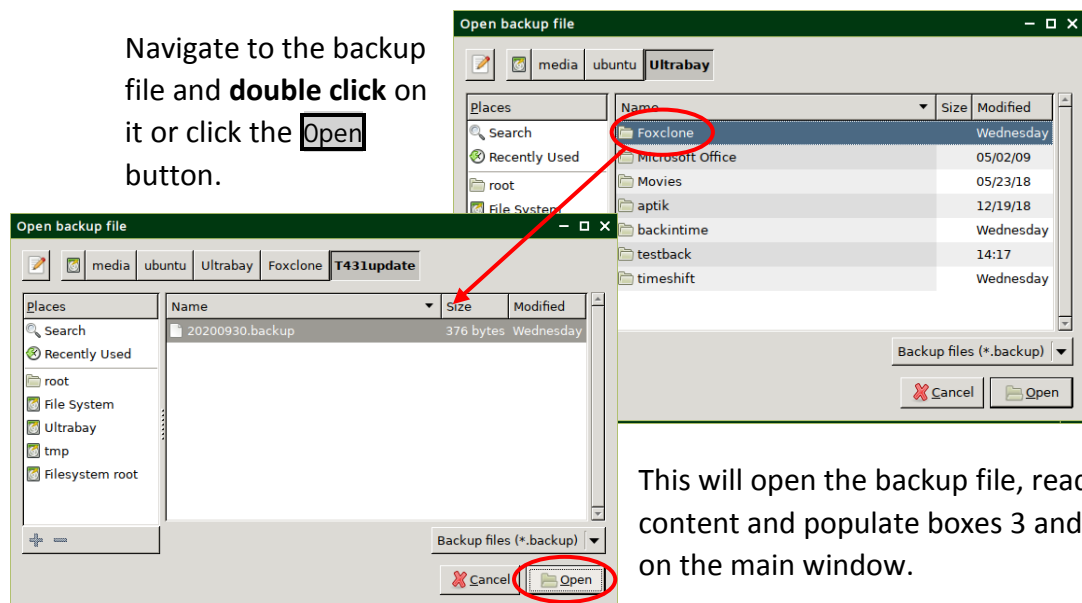 Navigate to the backup
file and double click on
it or click the Open
button.
Open backup file
media ubuntu Ultrabay
Places
Search
Recently Used
root
File System
Name Size Modified
Foxclone Wednesday
Microsoft Office 05/02/09
Movies 05/23/18
aptik 12/19/18
backintime Wednesday
testback 14:17
timeshift Wednesday
Backup files (*.backup)
Cancel Open
Open backup file
media ubuntu Ultrabay Foxclone T431update
Places
Search
Recently Used
root
File System
Ultrabay
tmp
Filesystem root
Name Size Modified
20200930.backup 376 bytes Wednesday
Backup files (*.backup)
Cancel Open
This will open the backup file, read
content and populate boxes 3 and
on the main window.